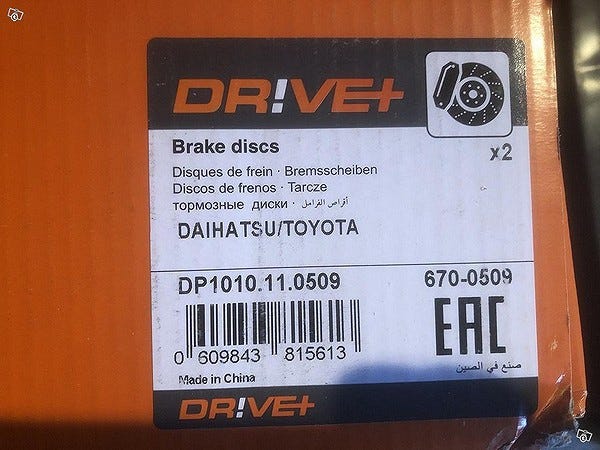 DR!VE+
Brake discs
x2
Disques de frein · Bremsscheiben
Discos de frenos · Tarcze
тормозные диски · أقراص الفرامل
DAIHATSU/TOYOTA
DP1010.11.0509
670-0509
EAC
0 609843 815613
صنع في الصين
Made in China
DR!VE+